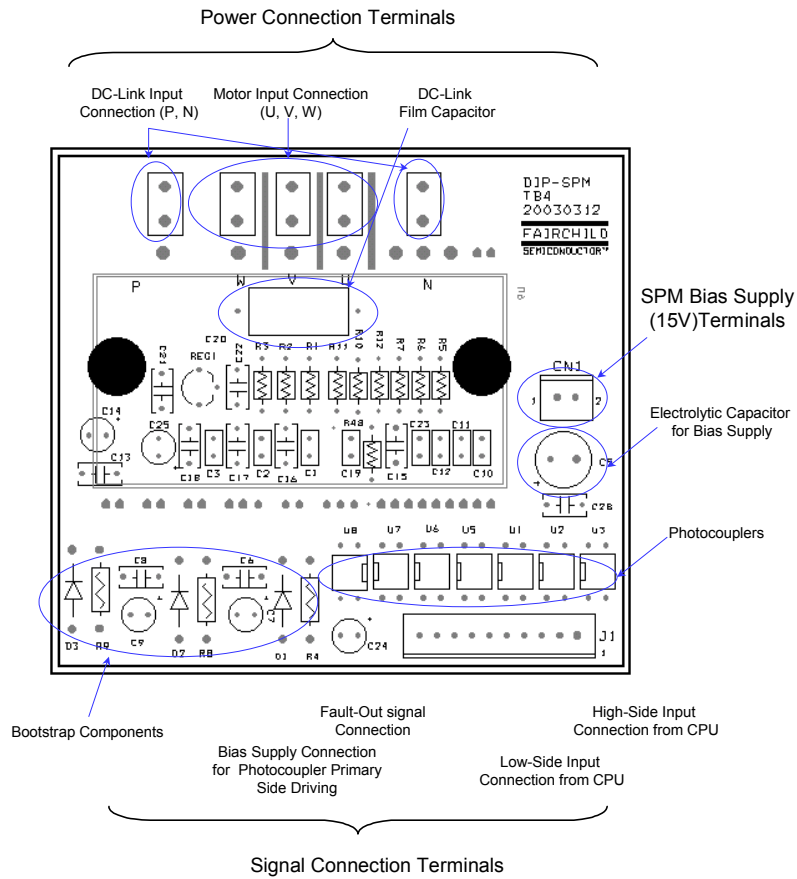 Power Connection Terminals
DC-Link Input
Connection (P, N)
Motor Input Connection
(U, V, W)
DC-Link
Film Capacitor
DIP-SPM
TB4
20030312
FAIRCHILD
SEMICONDUCTOR™
P
W
V
U
N
SPM Bias Supply
(15V)Terminals
C21
REG1
C20
C22
R3
R2
R1
R11
R10
R12
R7
R6
R5
CN1
1
2
C14
C25
R48
C23
C11
Electrolytic Capacitor
for Bias Supply
C13
C18
C3
C17
C2
C16
C1
C19
C15
C12
C10
C28
U8
U7
U6
U5
U1
U2
U3
Photocouplers
C8
C6
C7
D3
R9
C9
D2
R8
D1
R4
C24
J1
1
Bootstrap Components
Fault-Out signal
Connection
High-Side Input
Connection from CPU
Bias Supply Connection
for Photocoupler Primary
Side Driving
Low-Side Input
Connection from CPU
Signal Connection Terminals